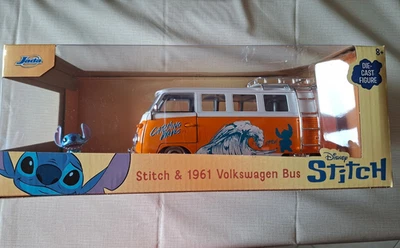 Jada
8+
DIE-
CAST
FIGURE
Stitch & 1961 Volkswagen Bus
Disney
STITCH